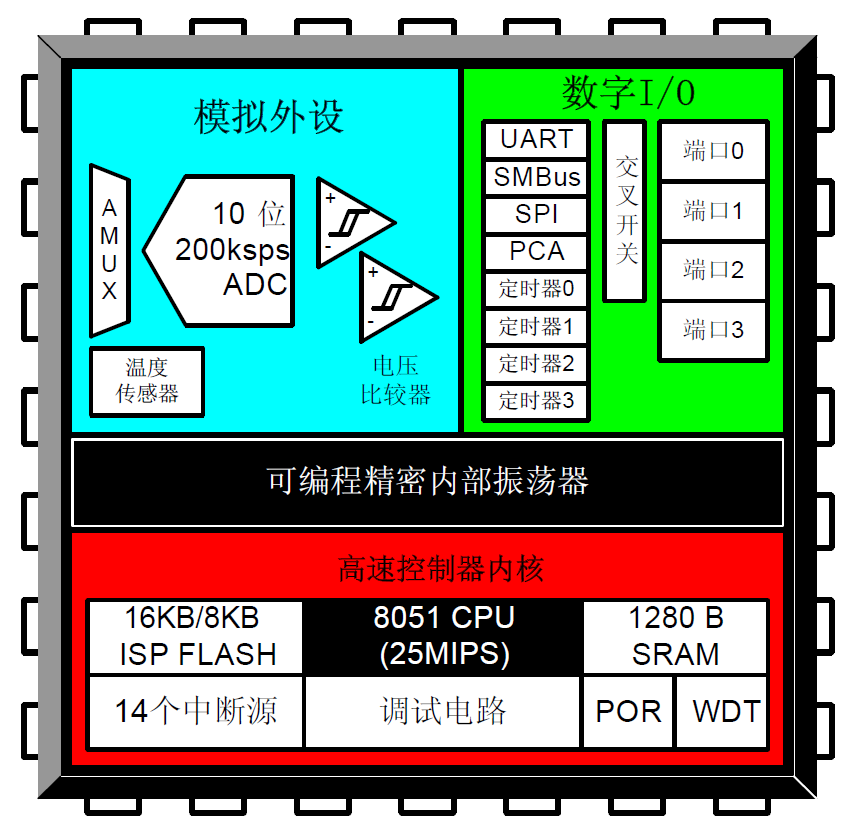 模拟外设
A
M
U
X
10 位
200ksps
ADC
+
-
+
-
温度
传感器
电压
比较器
数字I/O
UART
SMBus
SPI
PCA
定时器0
定时器1
定时器2
定时器3
交
叉
开
关
端口0
端口1
端口2
端口3
可编程精密内部振荡器
高速控制器内核
16KB/8KB
ISP FLASH
8051 CPU
(25MIPS)
1280 B
SRAM
14个中断源
调试电路
POR
WDT